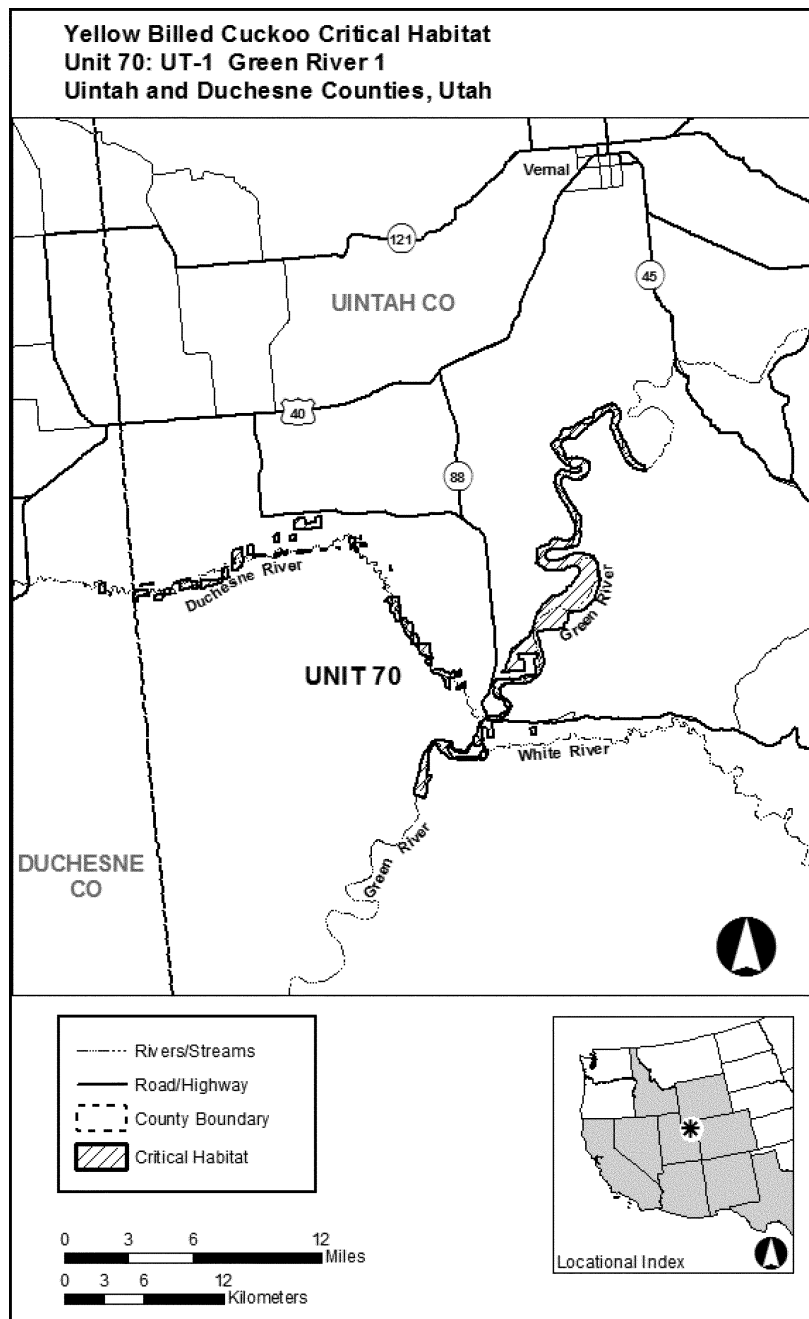 Yellow Billed Cuckoo Critical Habitat
Unit 70: UT-1 Green River 1
Uintah and Duchesne Counties, Utah
Vernal
121
45
UINTAH CO
40
88
Duchesne River
Green River
UNIT 70
White River
Green River
DUCHESNE
CO
Rivers/Streams
Road/Highway
County Boundary
Critical Habitat
0 3 6 12
Miles
0 3 6 12
Kilometers
Locational Index